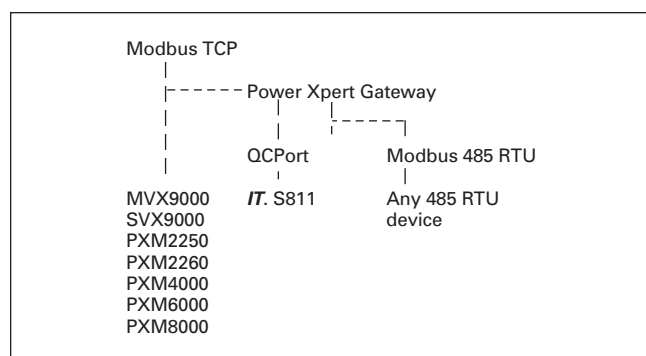 Modbus TCP
Power Xpert Gateway
QCPort
Modbus 485 RTU
MVX9000
SVX9000
PXM2250
PXM2260
PXM4000
PXM6000
PXM8000
IT. S811
Any 485 RTU
device